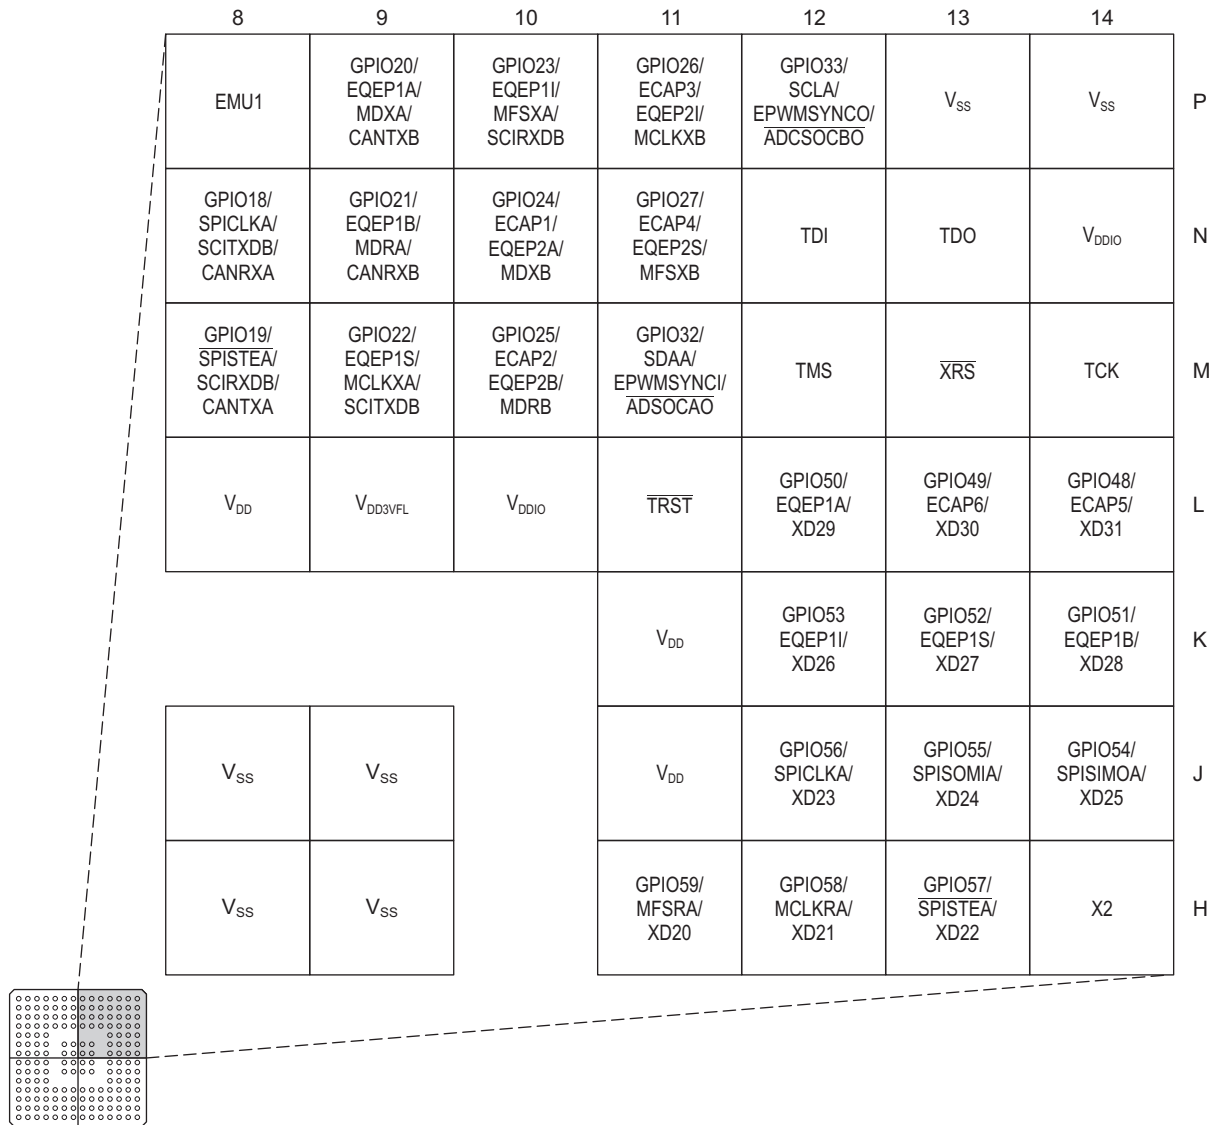 8 9 10 11 12 13 14
EMU1
GPIO20/
EQEP1A/
MDXA/
CANTXB
GPIO23/
EQEP1I/
MFSXA/
SCIRXDB
GPIO26/
ECAP3/
EQEP2I/
MCLKXB
GPIO33/
SCLA/
EPWMSYNCO/
ADCSOCBO
VSS
VSS
P
GPIO18/
SPICLKA/
SCITXDB/
CANRXA
GPIO21/
EQEP1B/
MDRA/
CANRXB
GPIO24/
ECAP1/
EQEP2A/
MDXB
GPIO27/
ECAP4/
EQEP2S/
MFSXB
TDI
TDO
VDDIO
N
GPIO19/
SPISTEA/
SCIRXDB/
CANTXA
GPIO22/
EQEP1S/
MCLKXA/
SCITXDB
GPIO25/
ECAP2/
EQEP2B/
MDRB
GPIO32/
SDAA/
EPWMSYNCI/
ADSOCAO
TMS
XRS
TCK
M
VDD
VDD3VFL
VDDIO
TRST
GPIO50/
EQEP1A/
XD29
GPIO49/
ECAP6/
XD30
GPIO48/
ECAP5/
XD31
L
VDD
GPIO53
EQEP1I/
XD26
GPIO52/
EQEP1S/
XD27
GPIO51/
EQEP1B/
XD28
K
VSS
VSS
VDD
GPIO56/
SPICLKA/
XD23
GPIO55/
SPISOMIA/
XD24
GPIO54/
SPISIMOA/
XD25
J
VSS
VSS
GPIO59/
MFSRA/
XD20
GPIO58/
MCLKRA/
XD21
GPIO57/
SPISTEA/
XD22
X2
H